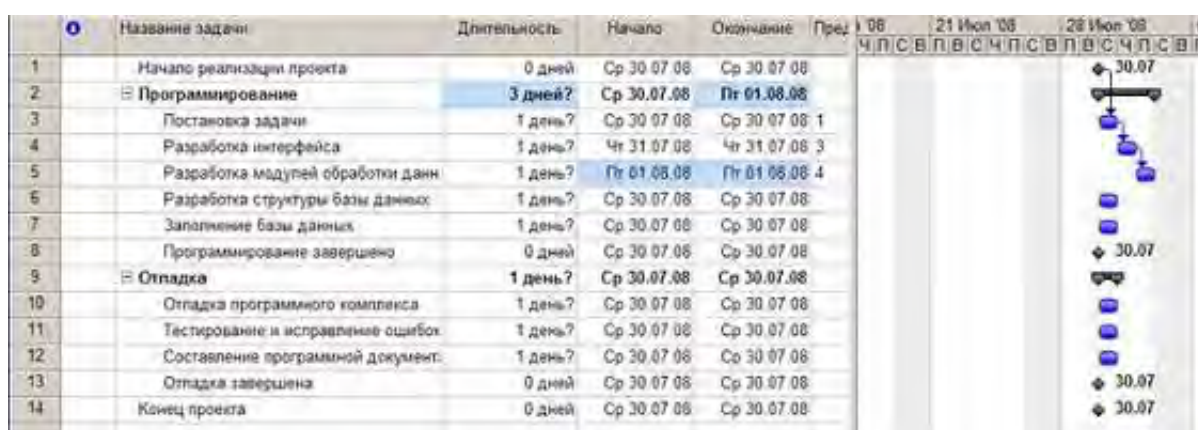 Название задачи Длительность Начало Окончание Пред '08 21 Июл '08 28 Июл '08
Ч П С В П В С Ч П С В П В С Ч П С В
1 Начало реализации проекта 0 дней Ср 30.07.08 Ср 30.07.08 30.07
2 Программирование 3 дней? Ср 30.07.08 Пт 01.08.08
3 Постановка задачи 1 день? Ср 30.07.08 Ср 30.07.08 1
4 Разработка интерфейса 1 день? Чт 31.07.08 Чт 31.07.08 3
5 Разработка модулей обработки данн 1 день? Пт 01.08.08 Пт 01.08.08 4
6 Разработка структуры базы данных 1 день? Ср 30.07.08 Ср 30.07.08
7 Заполнение базы данных 1 день? Ср 30.07.08 Ср 30.07.08
8 Программирование завершено 0 дней Ср 30.07.08 Ср 30.07.08 30.07
9 Отладка 1 день? Ср 30.07.08 Ср 30.07.08
10 Отладка программного комплекса 1 день? Ср 30.07.08 Ср 30.07.08
11 Тестирование и исправление ошибок 1 день? Ср 30.07.08 Ср 30.07.08
12 Составление программной документ. 1 день? Ср 30.07.08 Ср 30.07.08
13 Отладка завершена 0 дней Ср 30.07.08 Ср 30.07.08 30.07
14 Конец проекта 0 дней Ср 30.07.08 Ср 30.07.08 30.07